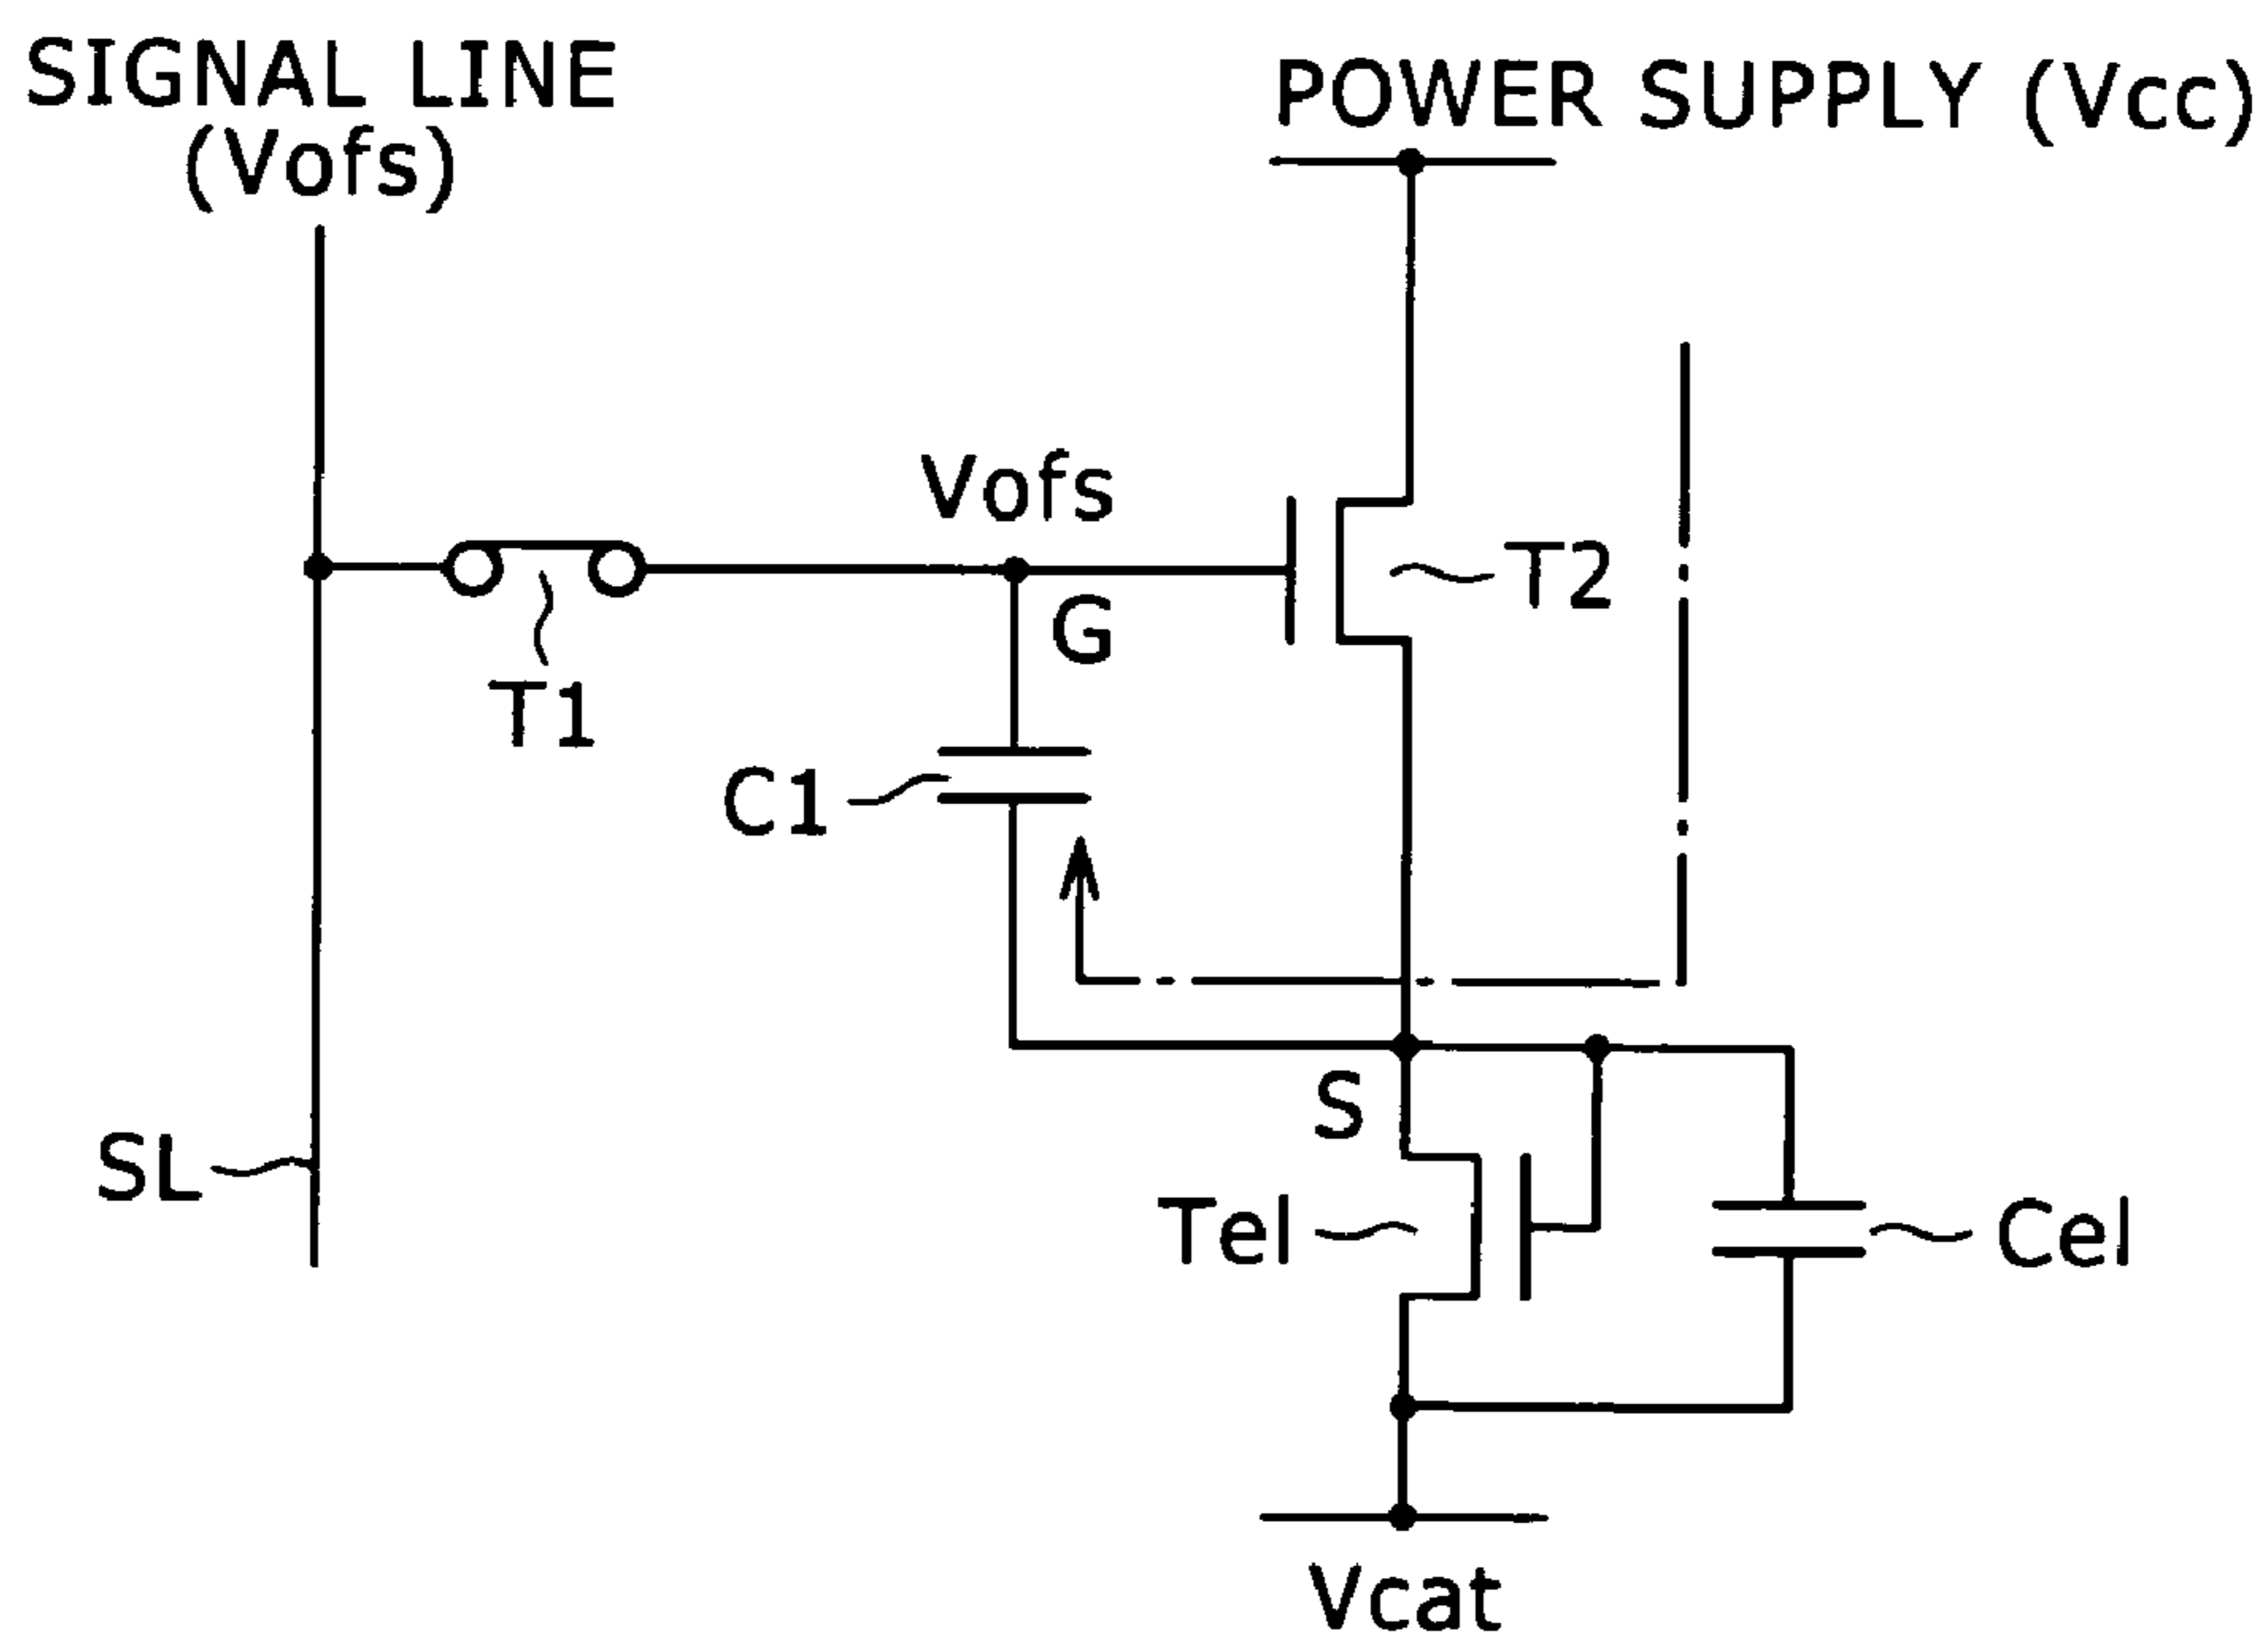 SIGNAL LINE
(Vofs)
POWER SUPPLY (Vcc)
Vofs
G
T2
T1
C1
S
SL
Tel
Cel
Vcat